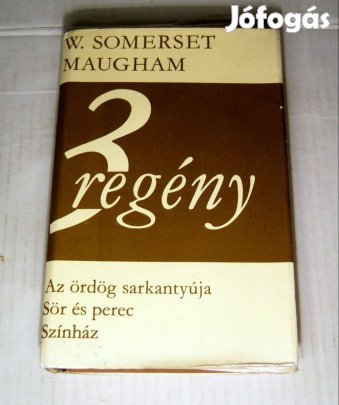 Jófogás
W. SOMERSET
MAUGHAM
3
regény
Az ördög sarkantyúja
Sör és perec
Színház